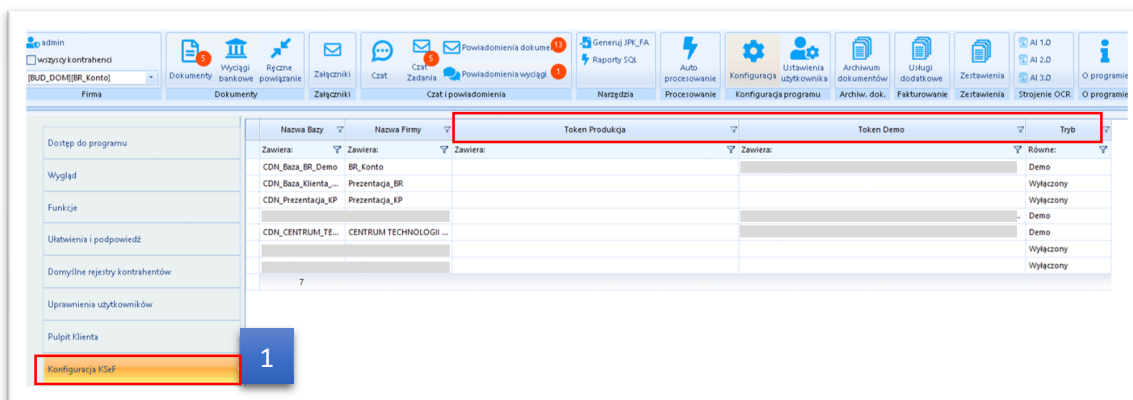 admin
wszyscy kontrahenci
[BUD_DOM][BR_Konto]
Firma
Dokumenty
5
Wyciągi bankowe
Ręczne powiązanie
Dokumenty
Załączniki
Załączniki
Czat
Czat Zadania
5
Powiadomienia dokume
13
Powiadomienia wyciągi
1
Czat i powiadomienia
Generuj JPK_FA
Raporty SQL
Narzędzia
Auto procesowanie
Procesowanie
Konfiguracja
Ustawienia użytkownika
Konfiguracja programu
Archiwum dokumentów
Archiw. dok.
Usługi dodatkowe
Fakturowanie
Zestawienia
Zestawienia
AI 1.0
AI 2.0
AI 3.0
Strojenie OCR
O programie
O programie
Dostęp do programu
Wygląd
Funkcje
Ułatwienia i podpowiedź
Domyślne rejestry kontrahentów
Uprawnienia użytkowników
Pulpit Klienta
Konfiguracja KSeF
1
Nazwa Bazy Nazwa Firmy Token Produkcja Token Demo Tryb
Zawiera: Zawiera: Zawiera: Zawiera: Równe:
CDN_Baza_BR_Demo BR_Konto Demo
CDN_Baza_Klienta_... Prezentacja_BR Wyłączony
CDN_Prezentacja_KP Prezentacja_KP Wyłączony
.. Demo
CDN_CENTRUM_TE... CENTRUM TECHNOLOGII ... Demo
Wyłączony
Wyłączony
7